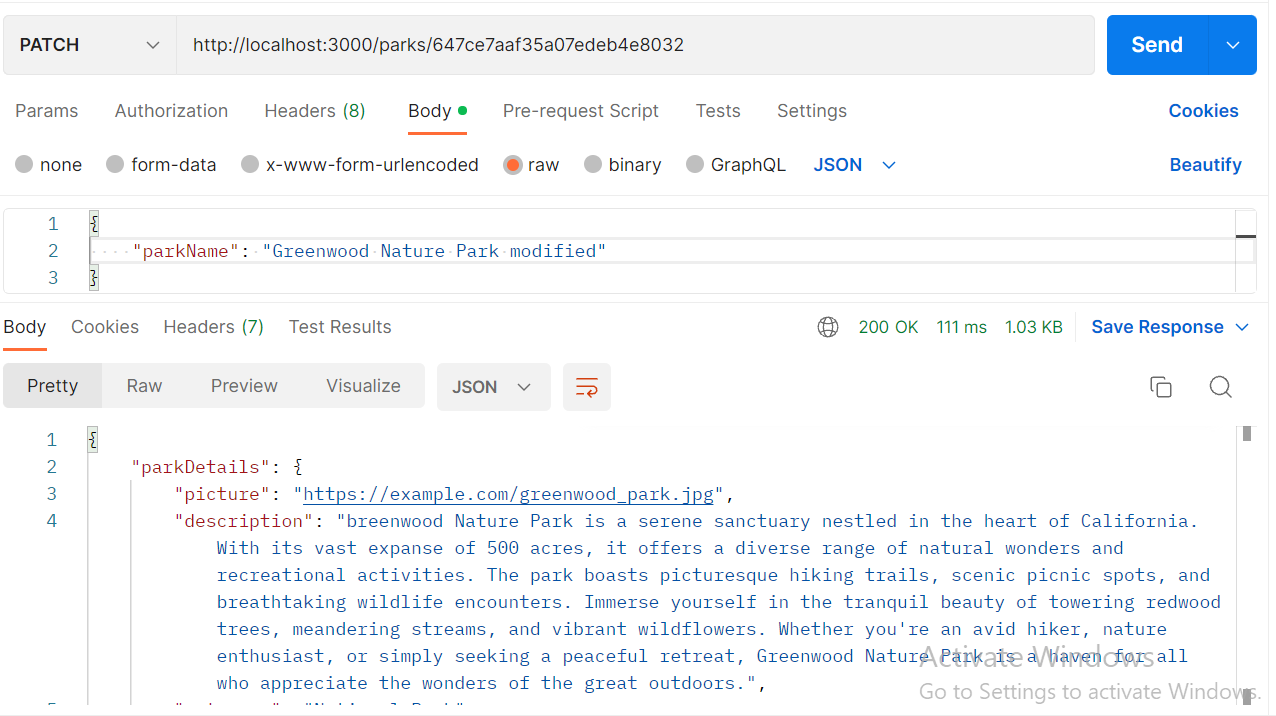 PATCH http://localhost:3000/parks/647ce7aaf35a07edeb4e8032 Send
Params Authorization Headers (8) Body Pre-request Script Tests Settings Cookies
none form-data x-www-form-urlencoded raw binary GraphQL JSON Beautify
1 {
2 "parkName": "Greenwood Nature Park modified"
3 }
Body Cookies Headers (7) Test Results 200 OK 111 ms 1.03 KB Save Response
Pretty Raw Preview Visualize JSON
1 {
2 "parkDetails": {
3 "picture": "https://example.com/greenwood_park.jpg",
4 "description": "breenwood Nature Park is a serene sanctuary nestled in the heart of California.
With its vast expanse of 500 acres, it offers a diverse range of natural wonders and
recreational activities. The park boasts picturesque hiking trails, scenic picnic spots, and
breathtaking wildlife encounters. Immerse yourself in the tranquil beauty of towering redwood
trees, meandering streams, and vibrant wildflowers. Whether you're an avid hiker, nature
enthusiast, or simply seeking a peaceful retreat, Greenwood Nature Park is a haven for all
who appreciate the wonders of the great outdoors.",
Activate Windows
Go to Settings to activate Windows.